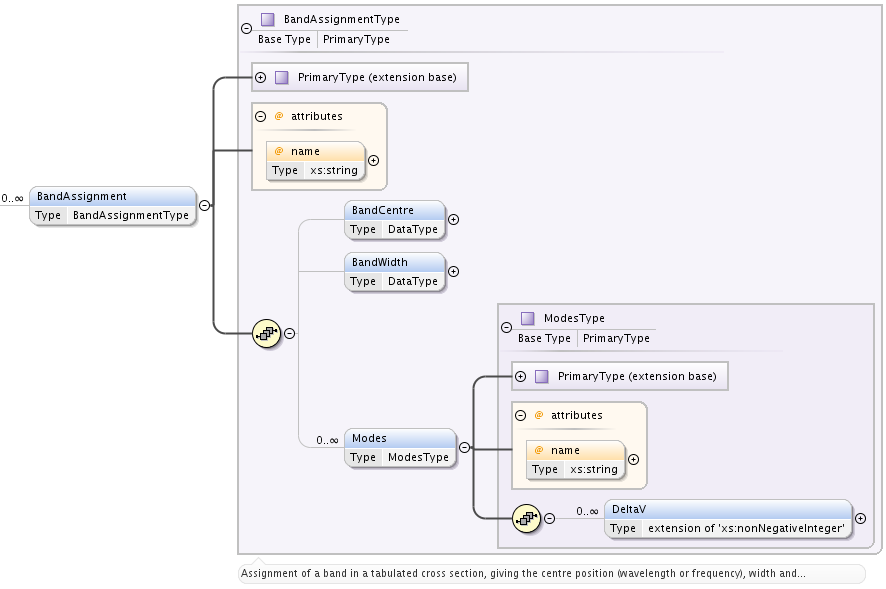 BandAssignmentType
Base Type PrimaryType
PrimaryType (extension base)
@ attributes
@ name
Type xs:string
0..∞
BandAssignment
Type BandAssignmentType
BandCentre
Type DataType
BandWidth
Type DataType
ModesType
Base Type PrimaryType
PrimaryType (extension base)
@ attributes
@ name
Type xs:string
0..∞
Modes
Type ModesType
0..∞
DeltaV
Type extension of 'xs:nonNegativeInteger'
Assignment of a band in a tabulated cross section, giving the centre position (wavelength or frequency), width and...